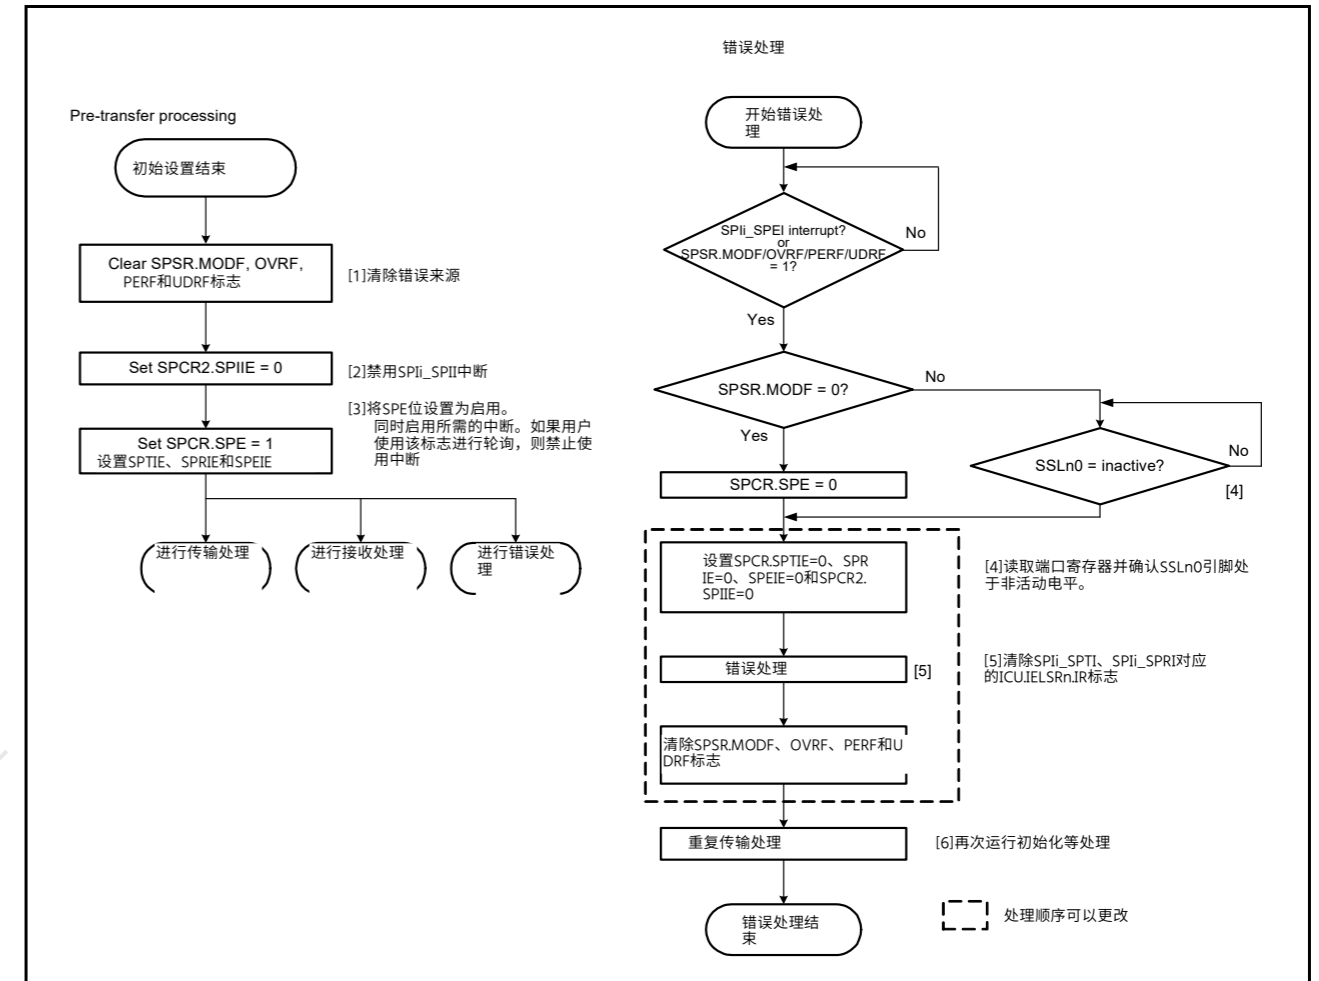 错误处理
Pre-transfer processing
初始设置结束
Clear SPSR.MODF, OVRF,
PERF和UDRF标志
[1]清除错误来源
Set SPCR2.SPIIE = 0
[2]禁用SPIi_SPII中断
[3]将SPE位设置为启用。
同时启用所需的中断。如果用户
使用该标志进行轮询，则禁止使
用中断
Set SPCR.SPE = 1
设置SPTIE、SPRIE和SPEIE
进行传输处理
进行接收处理
进行错误处
理
开始错误处
理
SPIi_SPEI interrupt?
or
SPSR.MODF/OVRF/PERF/UDRF
= 1?
No
Yes
SPSR.MODF = 0?
No
Yes
SSLn0 = inactive?
No
[4]
SPCR.SPE = 0
设置SPCR.SPTIE=0、SPR
IE=0、SPEIE=0和SPCR2.
SPIIE=0
[4]读取端口寄存器并确认SSLn0引脚处
于非活动电平。
错误处理
[5]
[5]清除SPIi_SPTI、SPIi_SPRI对应
的ICU.IELSRn.IR标志
清除SPSR.MODF、OVRF、PERF和U
DRF标志
重复传输处理
[6]再次运行初始化等处理
错误处理结
束
处理顺序可以更改